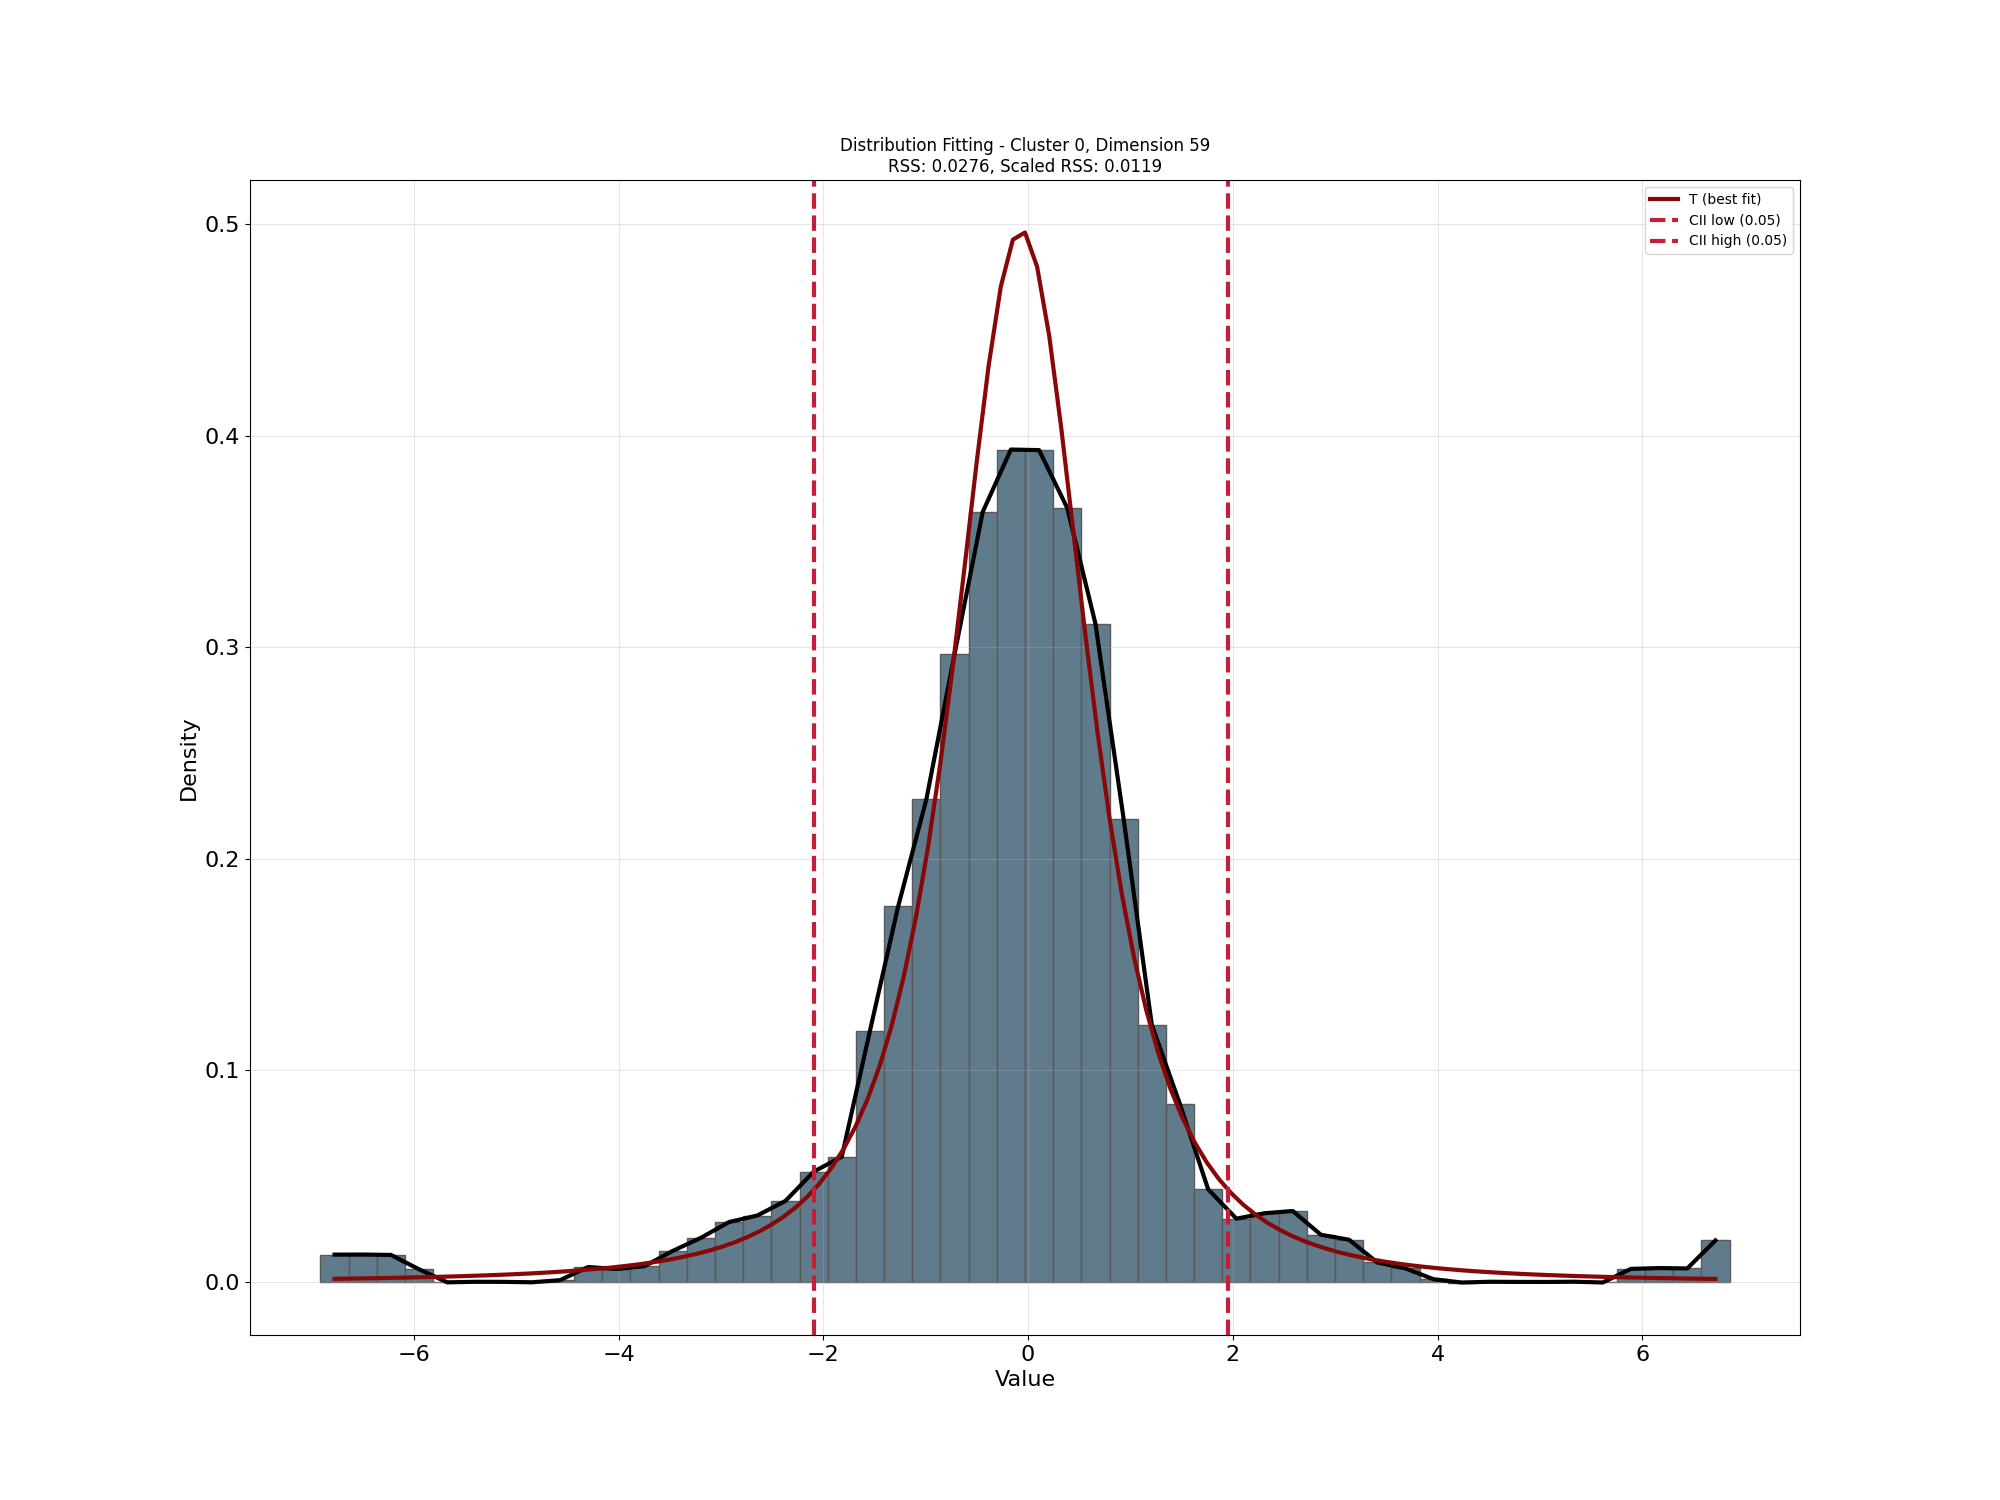 Distribution Fitting - Cluster 0, Dimension 59
RSS: 0.0276, Scaled RSS: 0.0119
T (best fit)
CII low (0.05)
CII high (0.05)
0.5
0.4
0.3
0.2
0.1
0.0
Density
−6 −4 −2 0 2 4 6
Value